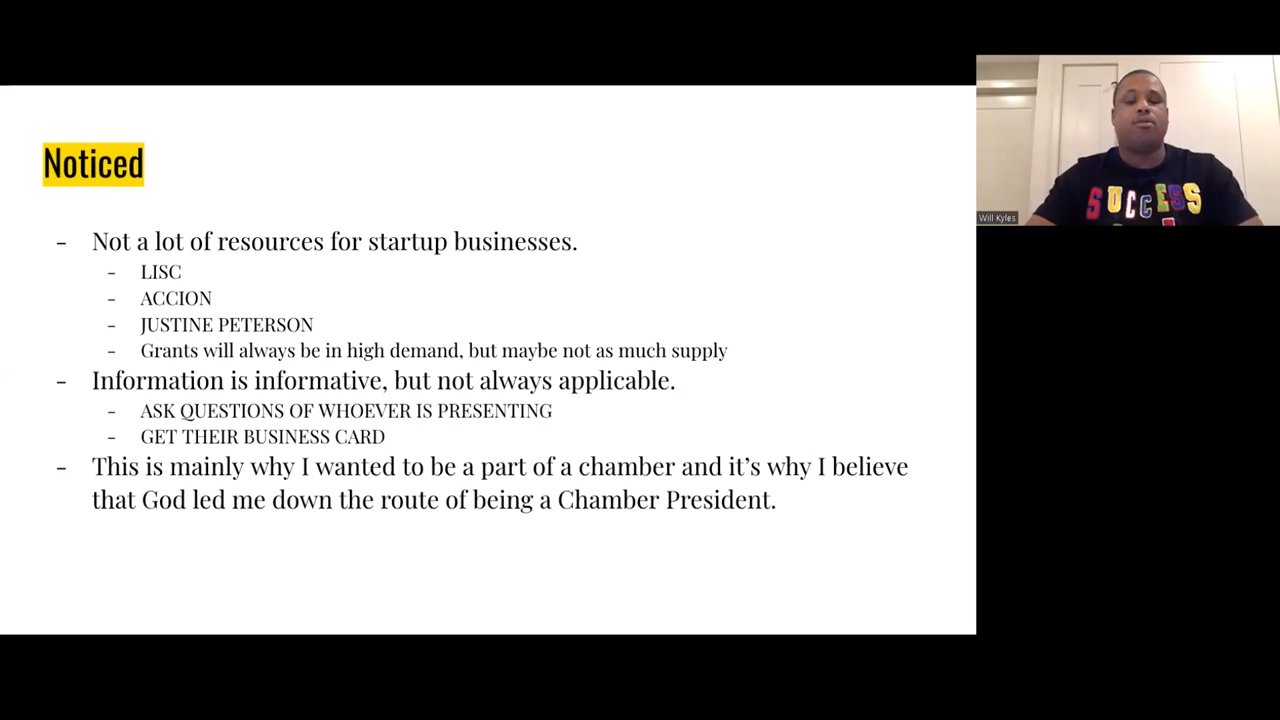 Noticed
- Not a lot of resources for startup businesses.
- LISC
- ACCION
- JUSTINE PETERSON
- Grants will always be in high demand, but maybe not as much supply
- Information is informative, but not always applicable.
- ASK QUESTIONS OF WHOEVER IS PRESENTING
- GET THEIR BUSINESS CARD
- This is mainly why I wanted to be a part of a chamber and it's why I believe
that God led me down the route of being a Chamber President.
SUCCESS
Will Kyles